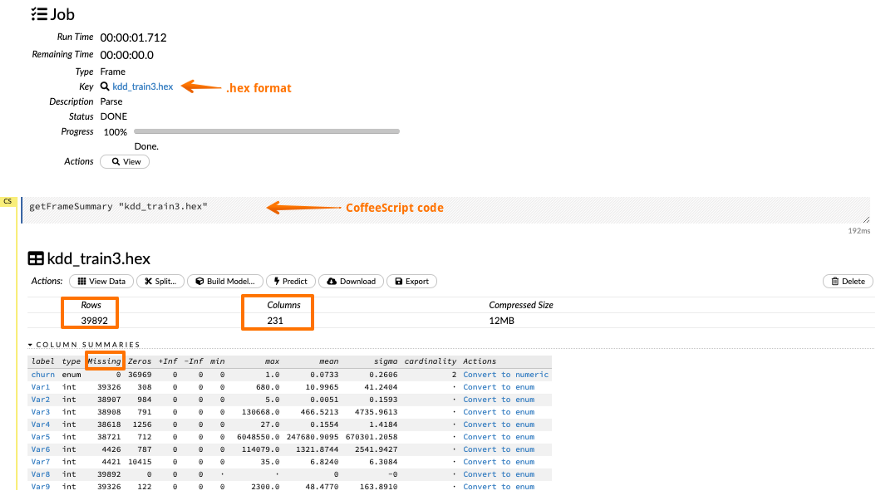 Job
Run Time 00:00:01.712
Remaining Time 00:00:00.0
Type Frame
Key kdd_train3.hex .hex format
Description Parse
Status DONE
Progress 100%
Done.
Actions View
CS
getFrameSummary "kdd_train3.hex" CoffeeScript code
192ms
kdd_train3.hex
Actions: View Data Split... Build Model... Predict Download Export Delete
Rows Columns Compressed Size
39892 231 12MB
COLUMN SUMMARIES
label type Missing Zeros +Inf -Inf min max mean sigma cardinality Actions
churn enum 0 36969 0 0 0 1.0 0.0733 0.2606 2 Convert to numeric
Var1 int 39326 308 0 0 0 680.0 10.9965 41.2404 · Convert to enum
Var2 int 38907 984 0 0 0 5.0 0.0051 0.1593 · Convert to enum
Var3 int 38908 791 0 0 0 130668.0 466.5213 4735.9613 · Convert to enum
Var4 int 38618 1256 0 0 0 27.0 0.1554 1.4184 · Convert to enum
Var5 int 38721 712 0 0 0 6048550.0 247680.9095 670301.2058 · Convert to enum
Var6 int 4426 787 0 0 0 114079.0 1321.8744 2541.9427 · Convert to enum
Var7 int 4421 10415 0 0 0 35.0 6.8240 6.3084 · Convert to enum
Var8 int 39892 0 0 0 · · 0 -0 · Convert to enum
Var9 int 39326 122 0 0 0 2300.0 48.4770 163.8910 · Convert to enum